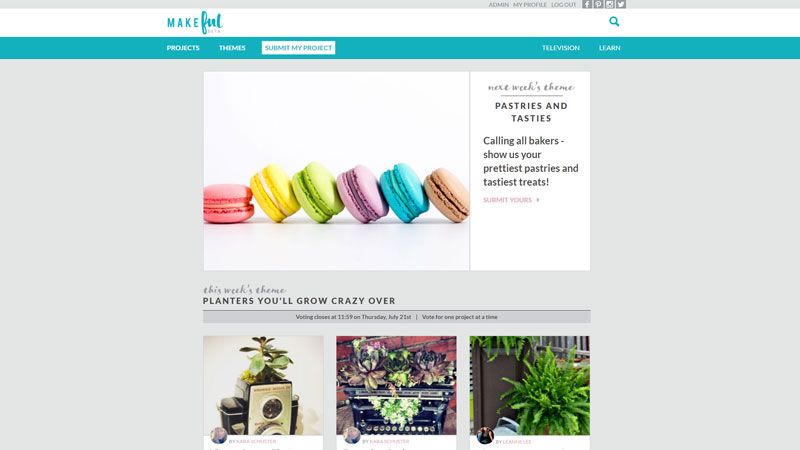 ADMIN MY PROFILE LOG OUT
MAKEful
BETA
PROJECTS THEMES SUBMIT MY PROJECT TELEVISION LEARN
next week's theme
PASTRIES AND
TASTIES
Calling all bakers -
show us your
prettiest pastries and
tastiest treats!
SUBMIT YOURS
this week's theme
PLANTERS YOU'LL GROW CRAZY OVER
Voting closes at 11:59 on Thursday, July 21st | Vote for one project at a time
BY KARA SCHUSTER
BY KARA SCHUSTER
BY LEANNE LEE